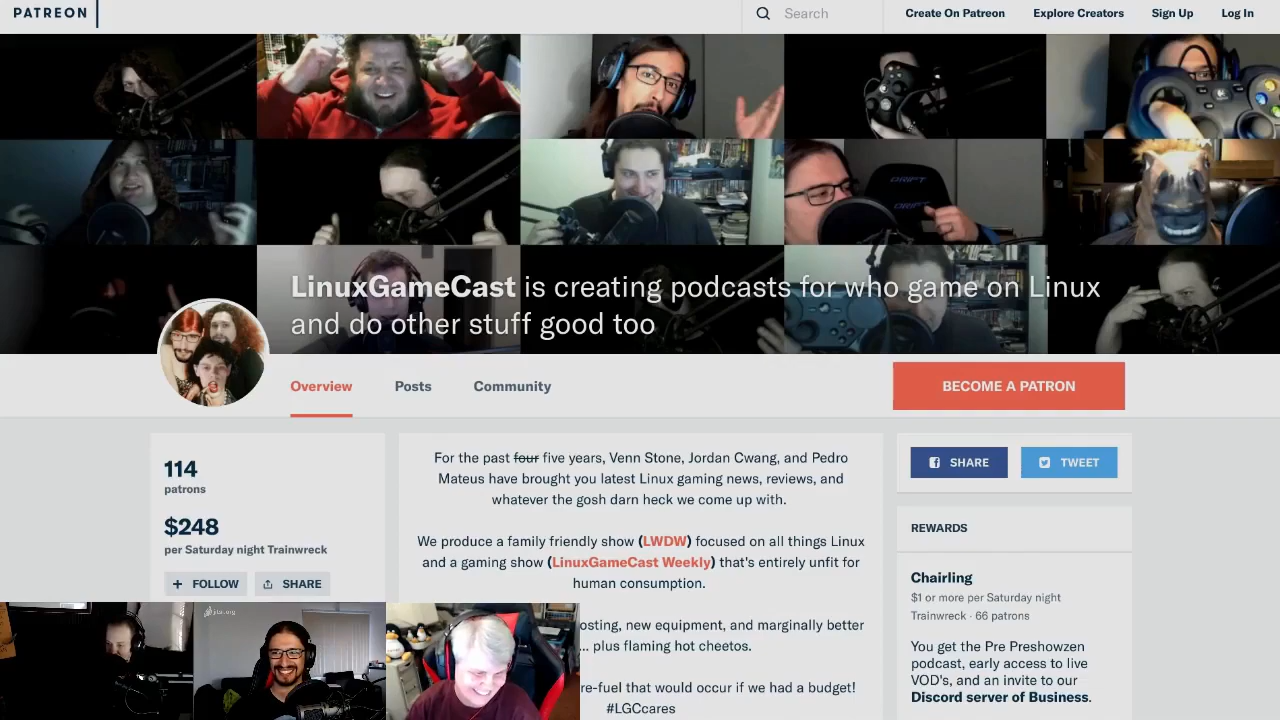 PATREON
Search
Create On Patreon
Explore Creators
Sign Up
Log In
DRIFT
DRIFT
LinuxGameCast is creating podcasts for who game on Linux
and do other stuff good too
Overview
Posts
Community
BECOME A PATRON
114
patrons
$248
per Saturday night Trainwreck
FOLLOW
SHARE
For the past four five years, Venn Stone, Jordan Cwang, and Pedro
Mateus have brought you latest Linux gaming news, reviews, and
whatever the gosh darn heck we come up with.
We produce a family friendly show (LWDW) focused on all things Linux
and a gaming show (LinuxGameCast Weekly) that's entirely unfit for
human consumption.
osting, new equipment, and marginally better
... plus flaming hot cheetos.
re-fuel that would occur if we had a budget!
#LGCcares
SHARE
TWEET
REWARDS
Chairling
$1 or more per Saturday night
Trainwreck · 66 patrons
You get the Pre Preshowzen
podcast, early access to live
VOD's, and an invite to our
Discord server of Business.